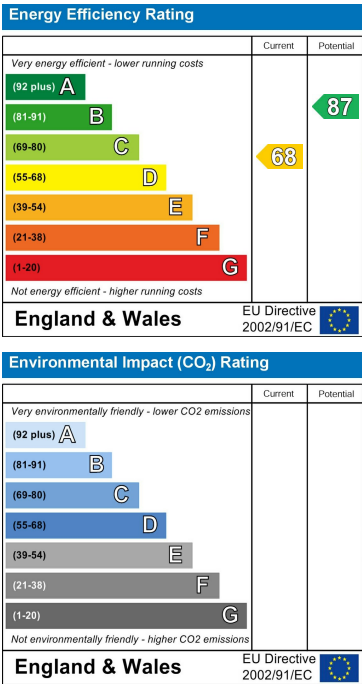 Energy Efficiency Rating
Current Potential
Very energy efficient - lower running costs
(92 plus) A
(81-91) B
87
(69-80) C
68
(55-68) D
(39-54) E
(21-38) F
(1-20) G
Not energy efficient - higher running costs
England & Wales
EU Directive
2002/91/EC
Environmental Impact (CO₂) Rating
Current Potential
Very environmentally friendly - lower CO2 emissions
(92 plus) A
(81-91) B
(69-80) C
(55-68) D
(39-54) E
(21-38) F
(1-20) G
Not environmentally friendly - higher CO2 emissions
England & Wales
EU Directive
2002/91/EC